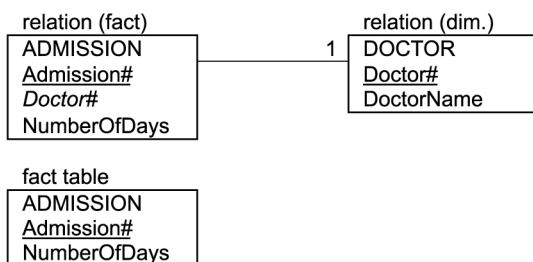 relation (fact)
ADMISSION
Admission#
Doctor#
NumberOfDays
1
relation (dim.)
DOCTOR
Doctor#
DoctorName
fact table
ADMISSION
Admission#
NumberOfDays